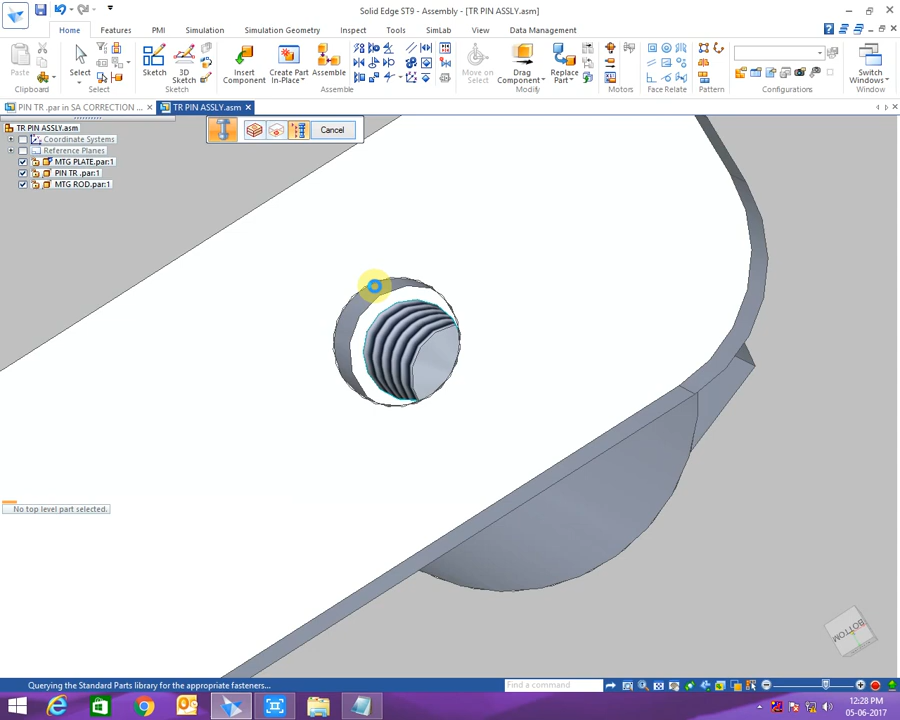 Solid Edge ST9 - Assembly - [TR PIN ASSLY.asm]
Home Features PMI Simulation Simulation Geometry Inspect Tools SimLab View Data Management
Paste
Clipboard
Select
Select
Sketch
3D Sketch
Sketch
Insert Component
Create Part In-Place
Assemble
Assemble
Move on Select
Drag Component
Replace Part
Modify
Motors
Face Relate
Pattern
Configurations
Switch Windows
Window
PIN TR .par in SA CORRECTION ...
TR PIN ASSLY.asm
TR PIN ASSLY.asm
Coordinate Systems
Reference Planes
MTG PLATE.par:1
PIN TR .par:1
MTG ROD.par:1
Cancel
No top level part selected.
BOTTOM
Querying the Standard Parts library for the appropriate fasteners...
Find a command
12:28 PM
05-06-2017